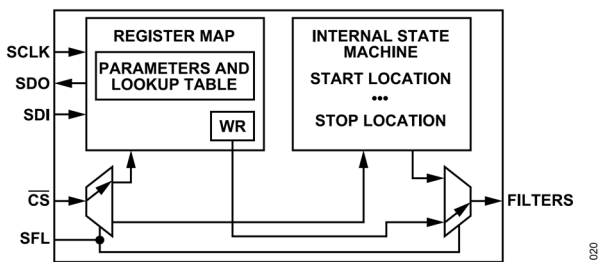 REGISTER MAP
PARAMETERS AND
LOOKUP TABLE
WR
INTERNAL STATE
MACHINE
START LOCATION
•••
STOP LOCATION
SCLK
SDO
SDI
CS
SFL
FILTERS
020